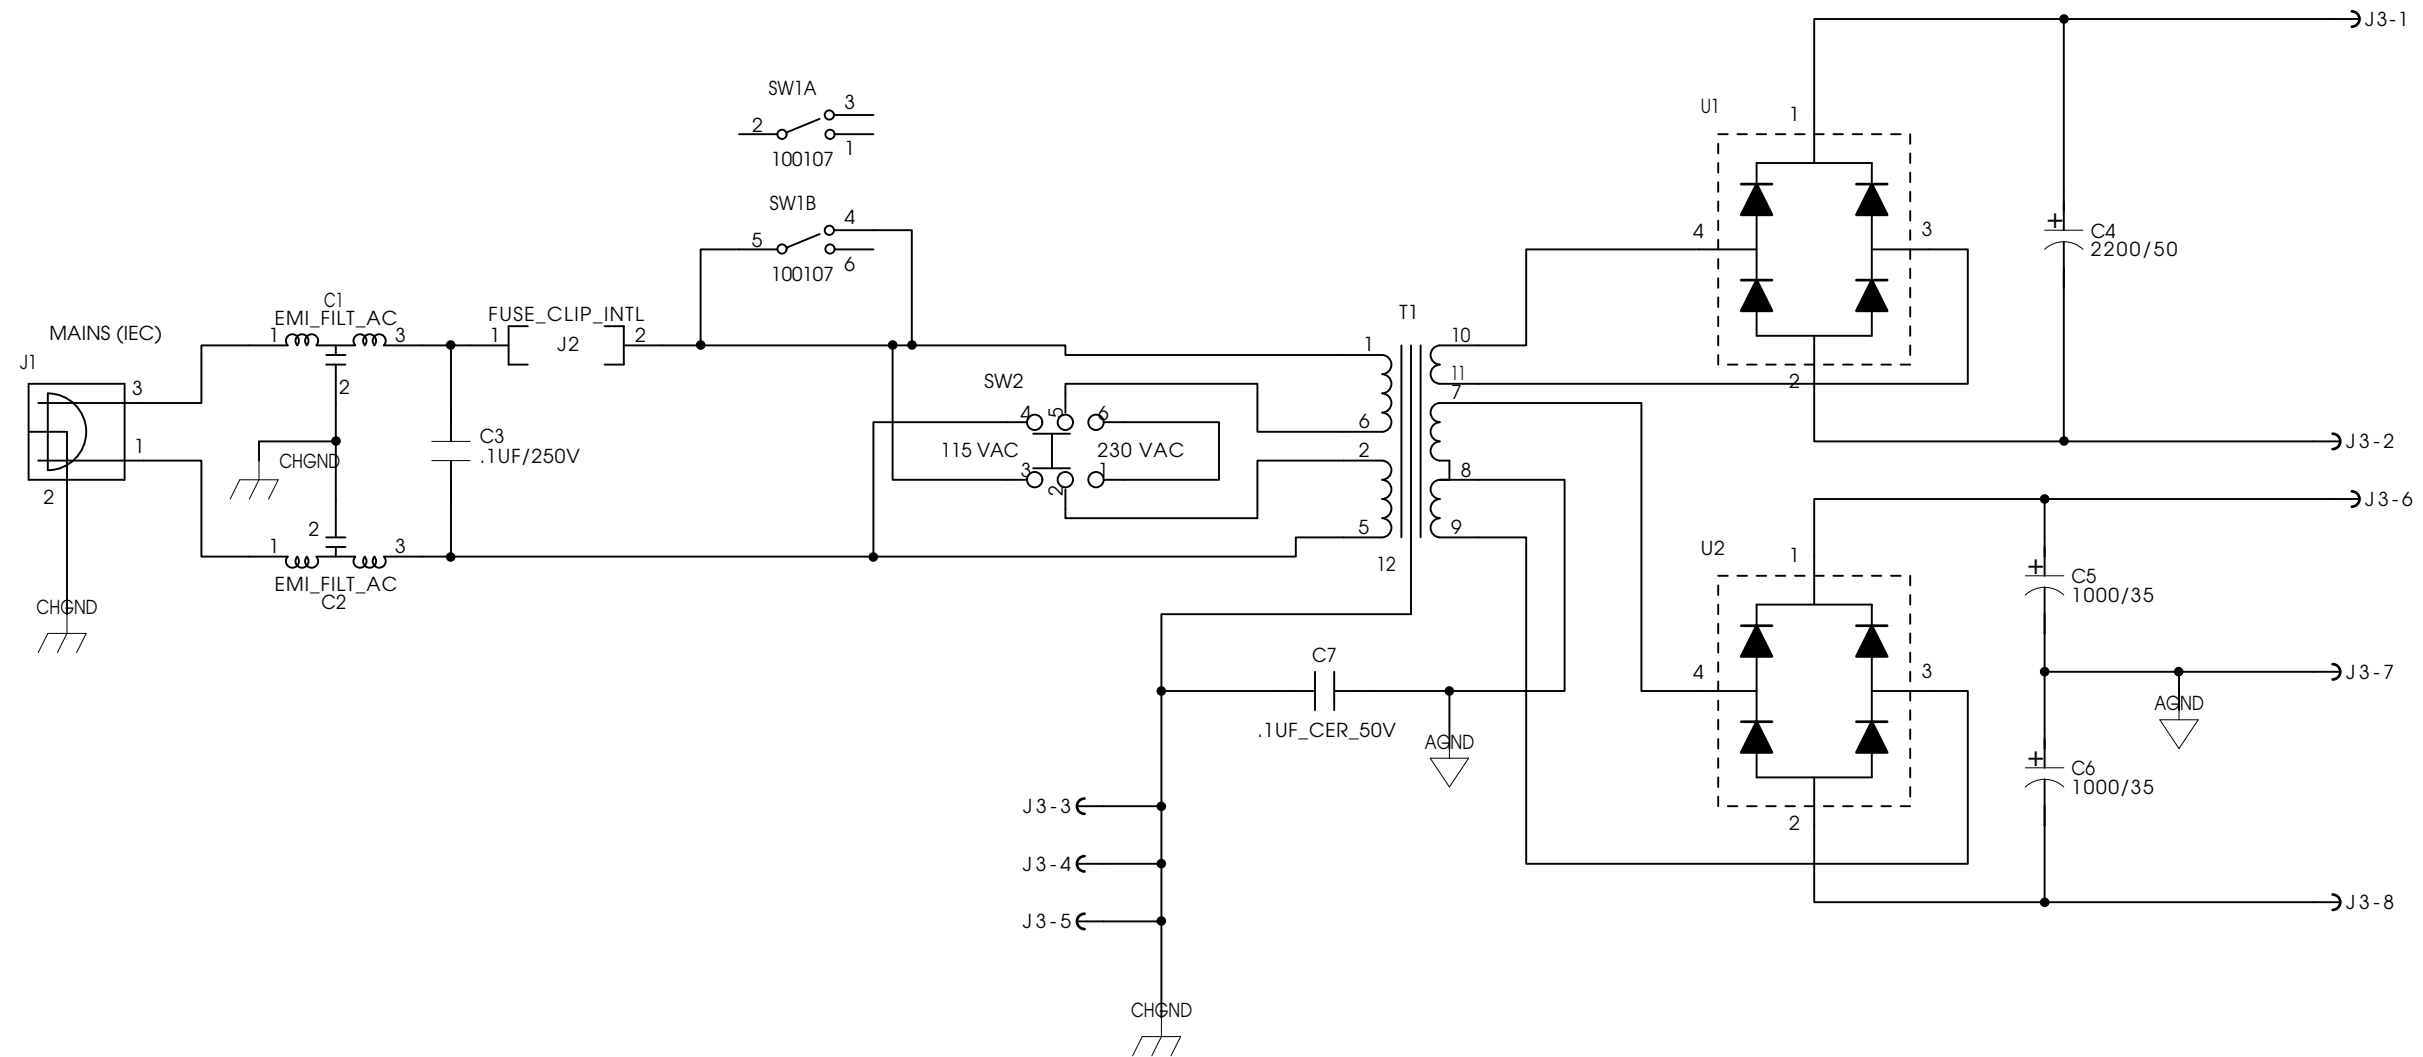 J3-1
SW1A
3
2
1
100107
U1
1
SW1B
4
5
6
100107
4
3
+
C4
2200/50
C1
EMI_FILT_AC
1
3
2
FUSE_CLIP_INTL
1
J2
2
T1
MAINS (IEC)
J1
3
1
2
CHGND
C3
.1UF/250V
SW2
4
5
6
115 VAC
230 VAC
3
2
1
1
6
2
5
12
10
11
7
8
9
2
J3-2
CHGND
2
1
3
EMI_FILT_AC
C2
J3-6
U2
1
+
C5
1000/35
4
3
J3-7
AGND
C7
.1UF_CER_50V
AGND
+
C6
1000/35
2
J3-3
J3-4
J3-5
J3-8
CHGND